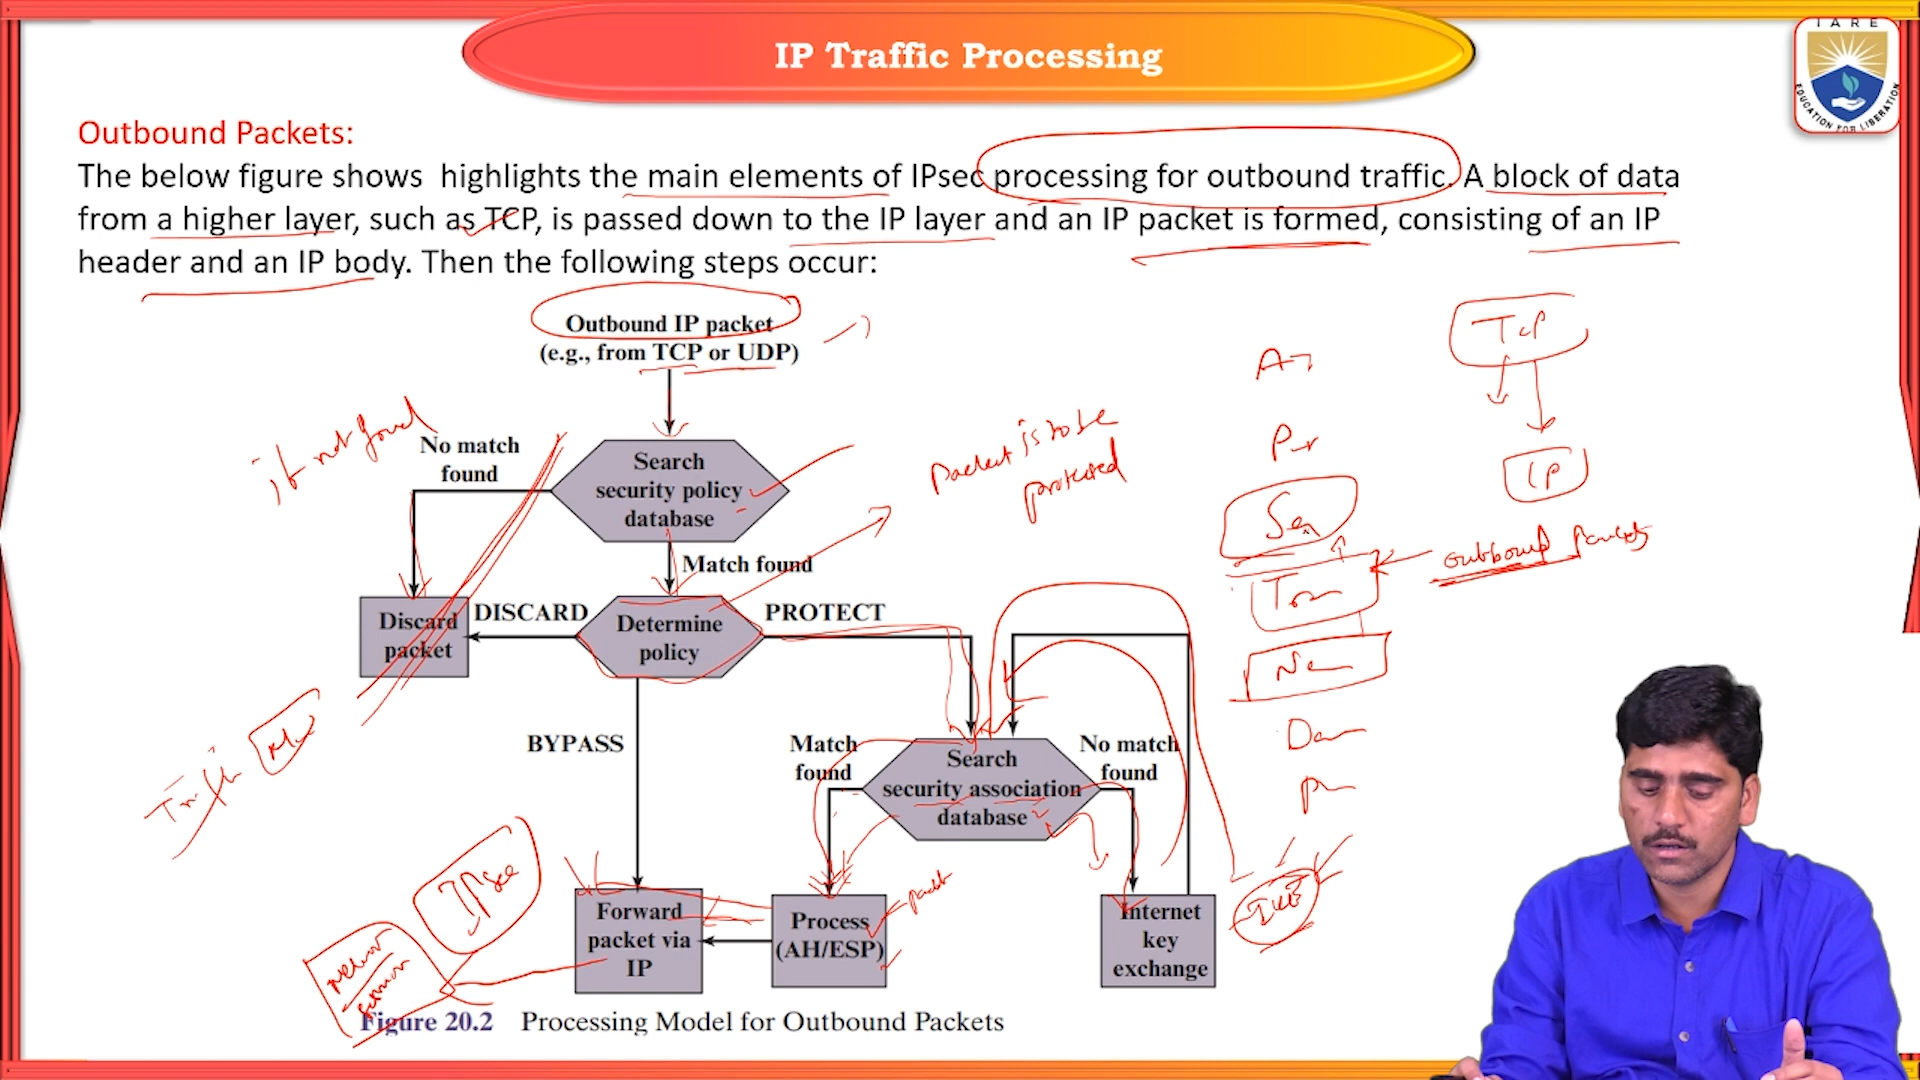 IP Traffic Processing
IARE
EDUCATION FOR LIBERATION
Outbound Packets:
The below figure shows highlights the main elements of IPsec processing for outbound traffic. A block of data
from a higher layer, such as TCP, is passed down to the IP layer and an IP packet is formed, consisting of an IP
header and an IP body. Then the following steps occur:
Outbound IP packet
(e.g., from TCP or UDP)
Tcp
if not found
No match
found
Search
security policy
database
Packet is to be
protected
IP
Match found
outbound packets
Discard
packet
DISCARD
Determine
policy
PROTECT
BYPASS
Match
found
Search
security association
database
No match
found
IPsec
Forward
packet via
IP
Process
(AH/ESP)
Internet
key
exchange
Figure 20.2 Processing Model for Outbound Packets